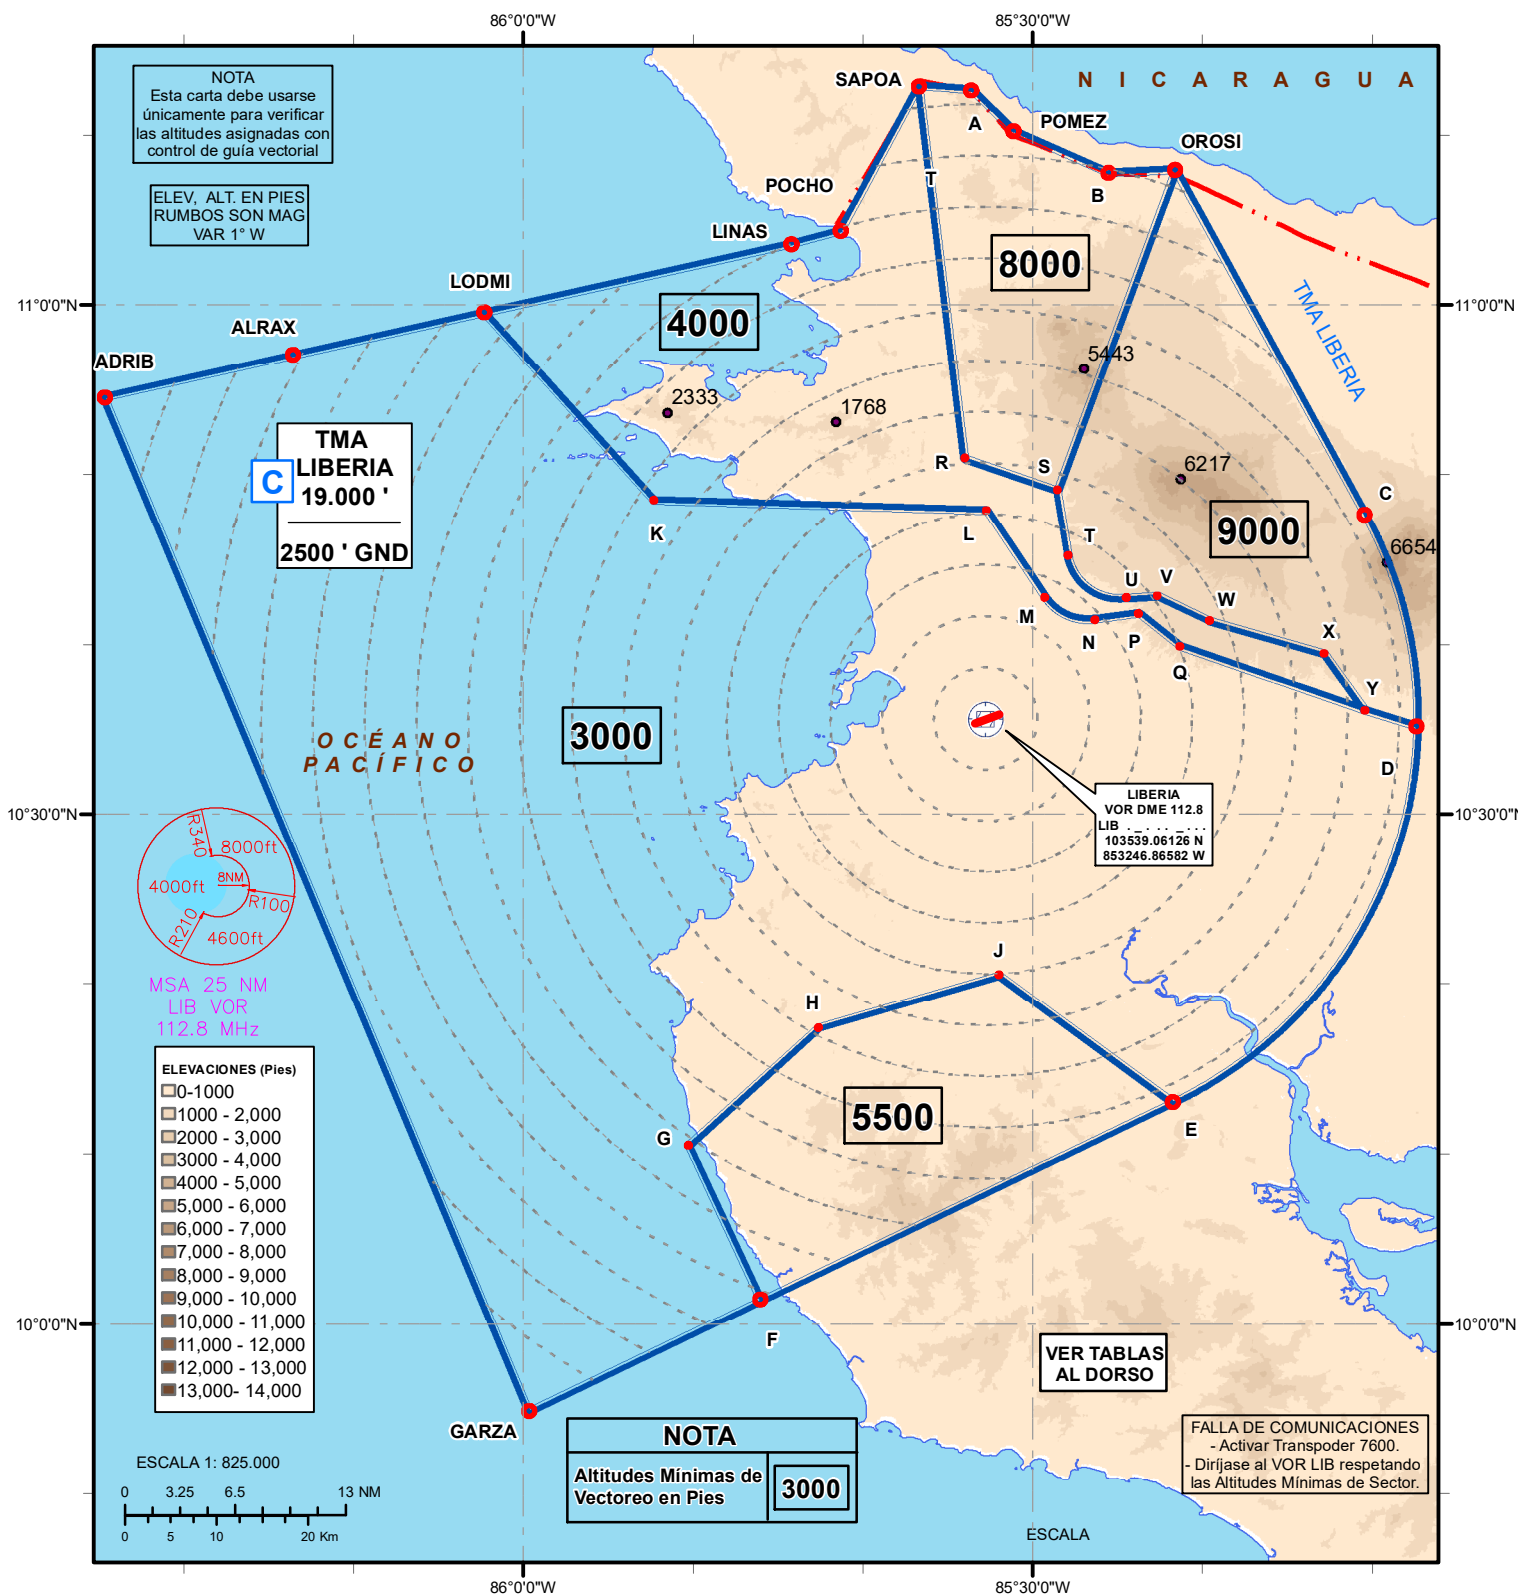 86°0'0"W
85°30'0"W
NOTA
Esta carta debe usarse
únicamente para verificar
las altitudes asignadas con
control de guía vectorial
ELEV, ALT. EN PIES
RUMBOS SON MAG
VAR 1° W
SAPOA
A
POMEZ
N I C A R A G U A
OROSI
B
T
POCHO
LINAS
8000
LODMI
4000
TMA LIBERIA
11°0'0"N
11°0'0"N
ALRAX
ADRIB
5443
2333
1768
TMA
LIBERIA
19.000 '
2500 ' GND
C
R
S
6217
C
9000
6654
K
L
T
U
V
W
M
N
P
Q
X
Y
D
3000
OCÉANO
PACÍFICO
LIBERIA
VOR DME 112.8
LIB . _ . . . _ . . .
103539.06126 N
853246.86582 W
10°30'0"N
10°30'0"N
R340
8000ft
4000ft
8NM
R100
R210
4600ft
MSA 25 NM
LIB VOR
112.8 MHz
J
H
5500
G
E
F
ELEVACIONES (Pies)
0-1000
1000 - 2,000
2000 - 3,000
3000 - 4,000
4000 - 5,000
5,000 - 6,000
6,000 - 7,000
7,000 - 8,000
8,000 - 9,000
9,000 - 10,000
10,000 - 11,000
11,000 - 12,000
12,000 - 13,000
13,000- 14,000
10°0'0"N
10°0'0"N
VER TABLAS
AL DORSO
GARZA
NOTA
Altitudes Mínimas de
Vectoreo en Pies
3000
FALLA DE COMUNICACIONES
- Activar Transpoder 7600.
- Diríjase al VOR LIB respetando
las Altitudes Mínimas de Sector.
ESCALA 1: 825.000
0 3.25 6.5 13 NM
0 5 10 20 Km
ESCALA
86°0'0"W
85°30'0"W